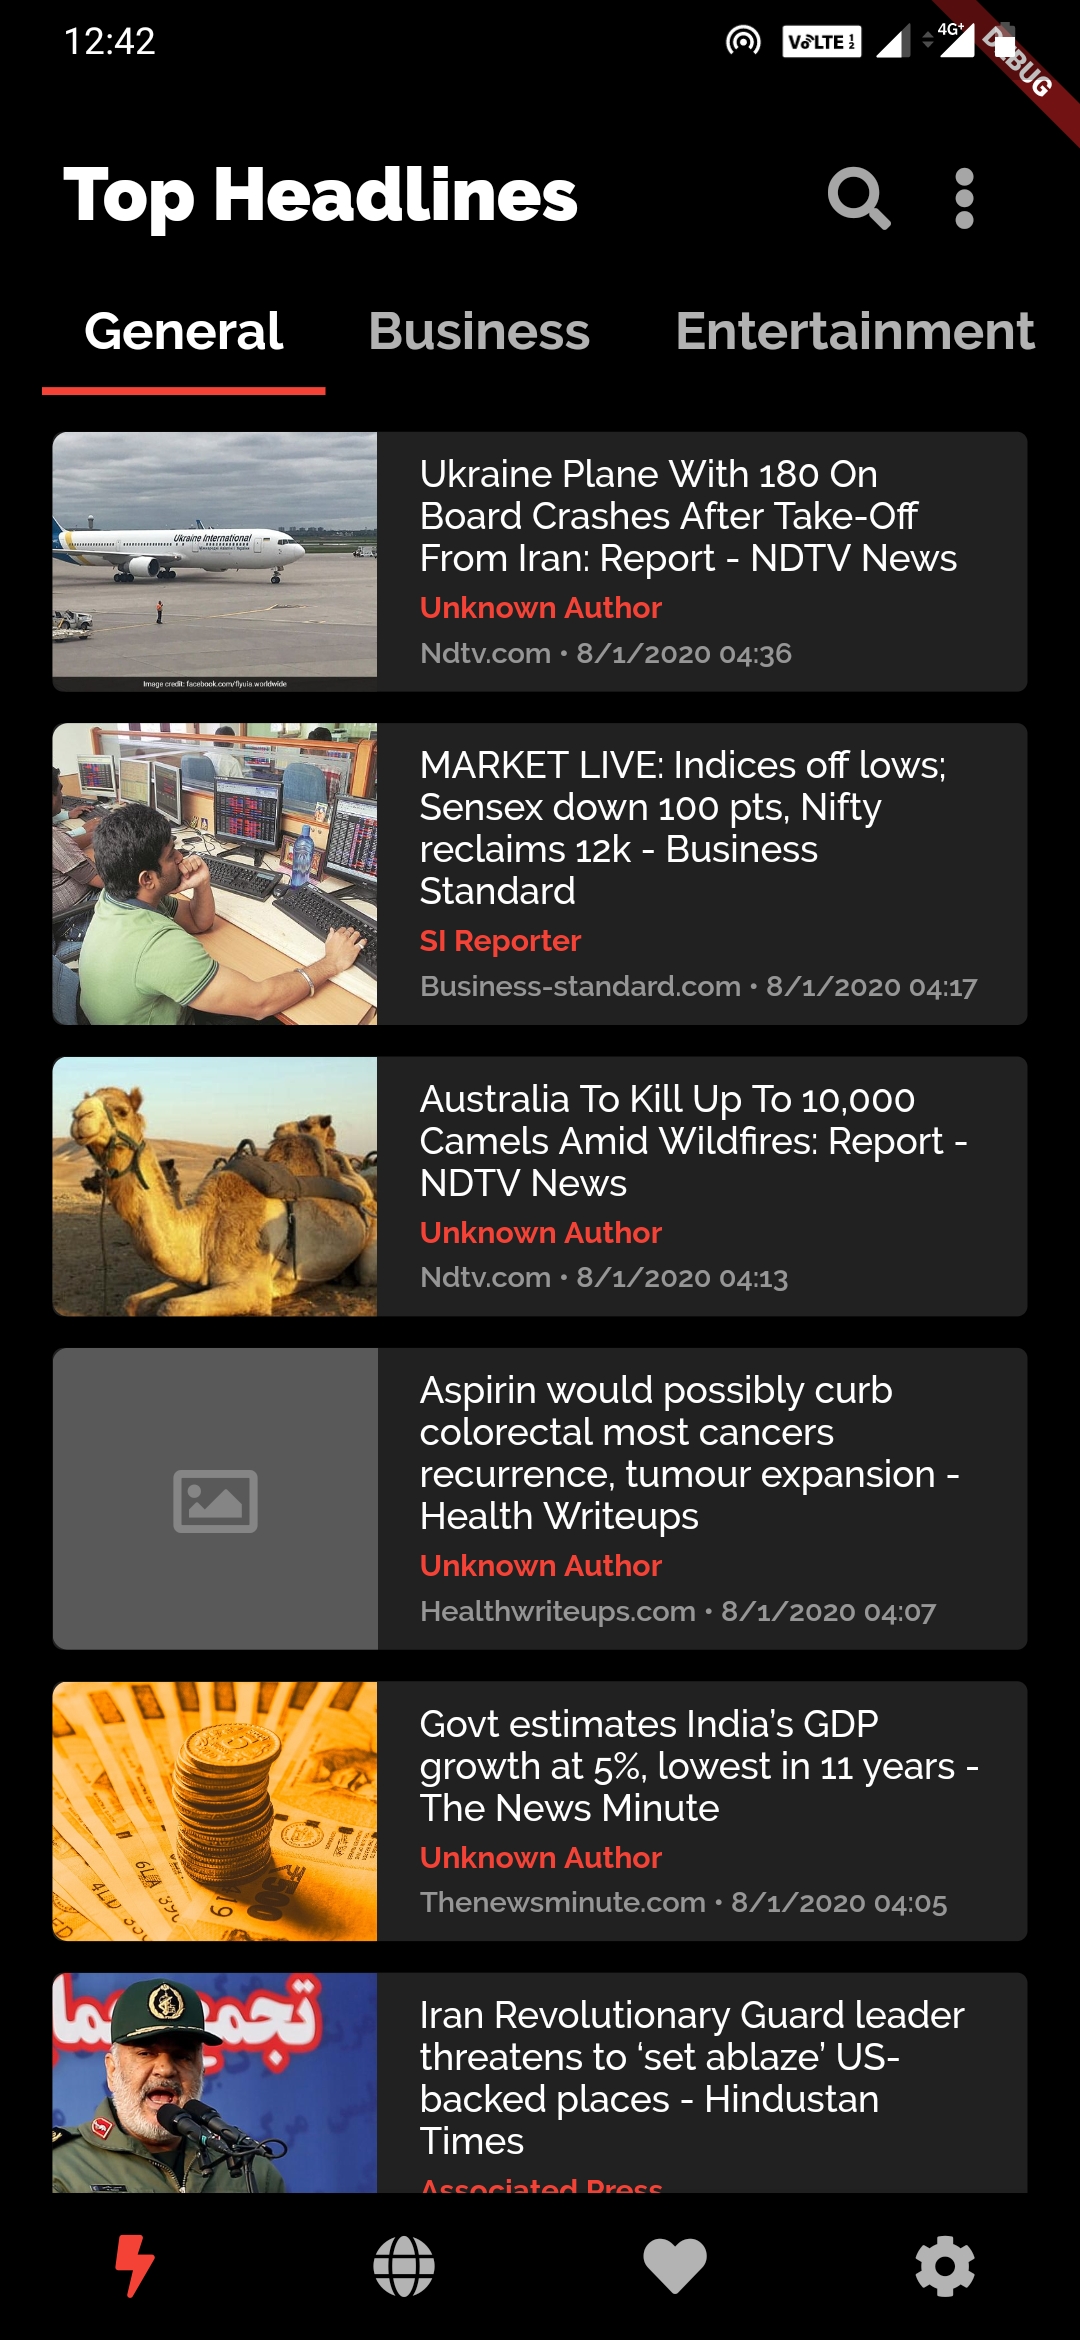 12:42
VoLTE 1 2
4G+
DEBUG
Top Headlines
General
Business
Entertainment
Ukraine International
Image credit: facebook.com/flyuia.worldwide
Ukraine Plane With 180 On
Board Crashes After Take-Off
From Iran: Report - NDTV News
Unknown Author
Ndtv.com • 8/1/2020 04:36
MARKET LIVE: Indices off lows;
Sensex down 100 pts, Nifty
reclaims 12k - Business
Standard
SI Reporter
Business-standard.com • 8/1/2020 04:17
Australia To Kill Up To 10,000
Camels Amid Wildfires: Report -
NDTV News
Unknown Author
Ndtv.com • 8/1/2020 04:13
Aspirin would possibly curb
colorectal most cancers
recurrence, tumour expansion -
Health Writeups
Unknown Author
Healthwriteups.com • 8/1/2020 04:07
Govt estimates India’s GDP
growth at 5%, lowest in 11 years -
The News Minute
Unknown Author
Thenewsminute.com • 8/1/2020 04:05
Iran Revolutionary Guard leader
threatens to ‘set ablaze’ US-
backed places - Hindustan
Times
Associated Press